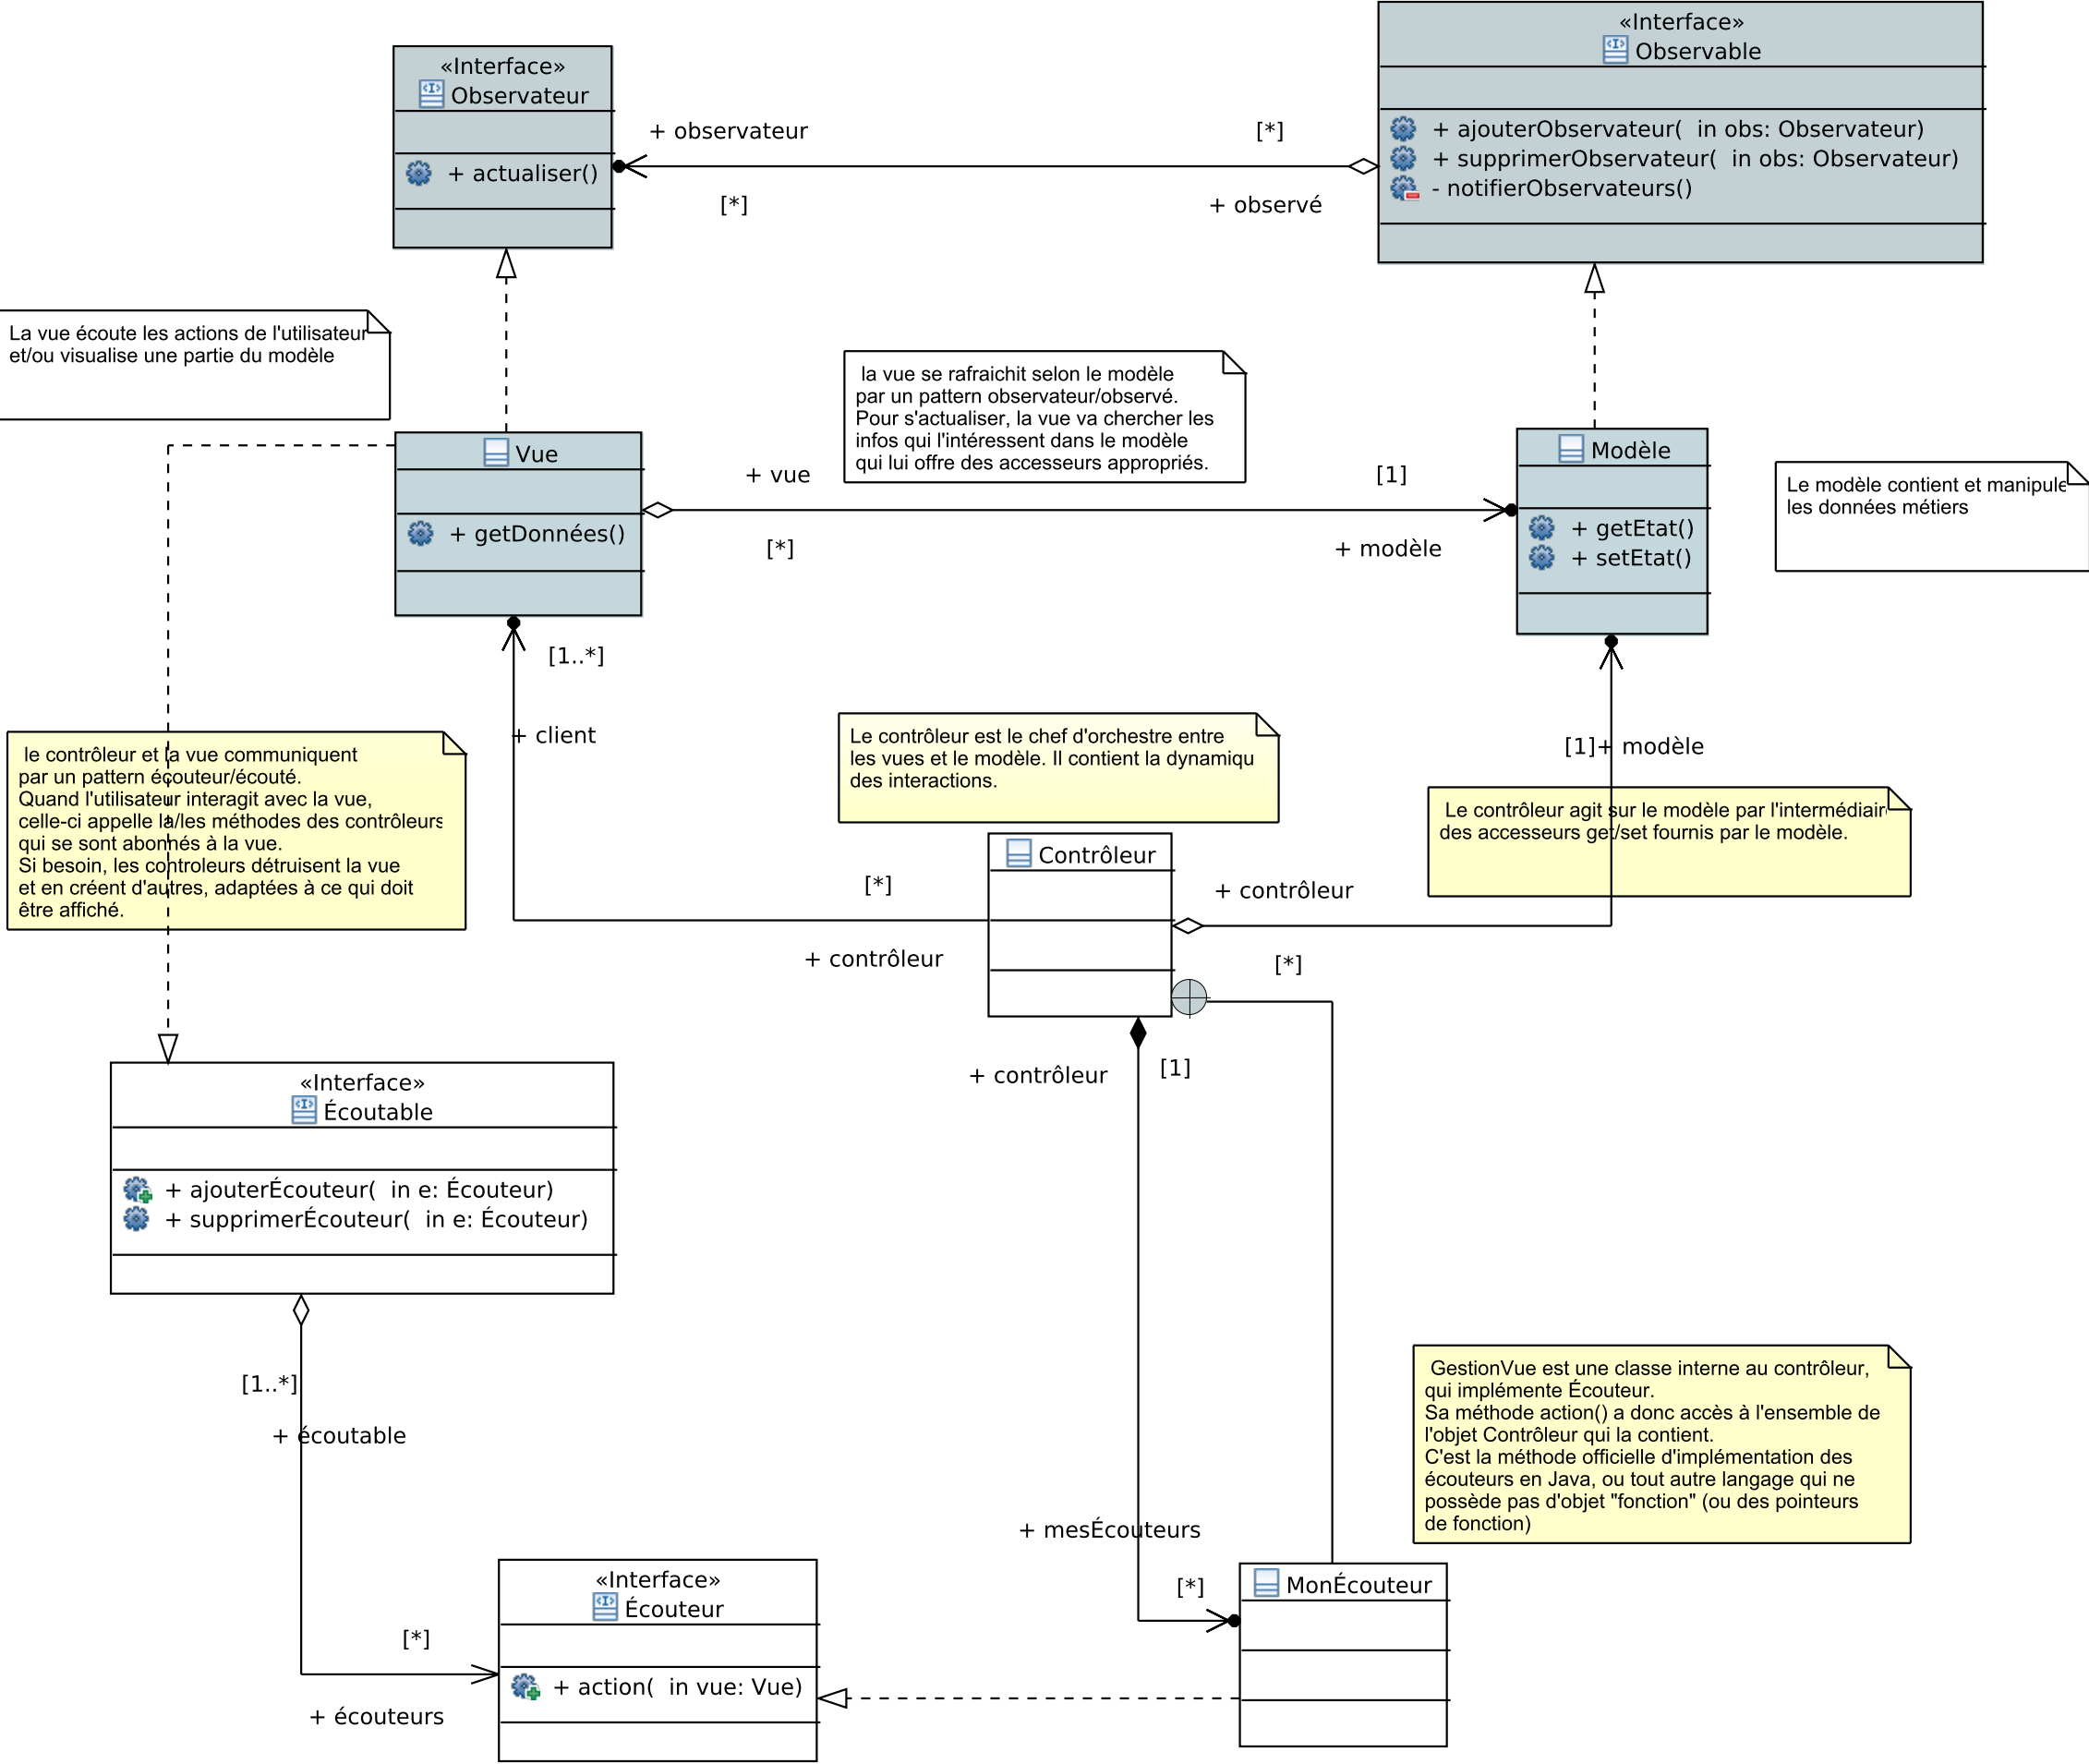 «Interface»
Observateur
+ actualiser()
«Interface»
Observable
+ ajouterObservateur(  in obs: Observateur)
+ supprimerObservateur(  in obs: Observateur)
- notifierObservateurs()
+ observateur
[*]
[*]
+ observé
La vue écoute les actions de l'utilisateur
et/ou visualise une partie du modèle
la vue se rafraichit selon le modèle
par un pattern observateur/observé.
Pour s'actualiser, la vue va chercher les
infos qui l'intéressent dans le modèle
qui lui offre des accesseurs appropriés.
Vue
+ getDonnées()
+ vue
[1]
[*]
+ modèle
Modèle
+ getEtat()
+ setEtat()
Le modèle contient et manipule
les données métiers
[1..*]
+ client
[1]+ modèle
le contrôleur et la vue communiquent
par un pattern écouteur/écouté.
Quand l'utilisateur interagit avec la vue,
celle-ci appelle la/les méthodes des contrôleurs
qui se sont abonnés à la vue.
Si besoin, les controleurs détruisent la vue
et en créent d'autres, adaptées à ce qui doit
être affiché.
Le contrôleur est le chef d'orchestre entre
les vues et le modèle. Il contient la dynamiqu
des interactions.
Le contrôleur agit sur le modèle par l'intermédiair
des accesseurs get/set fournis par le modèle.
Contrôleur
[*]
+ contrôleur
+ contrôleur
[*]
+ contrôleur
[1]
«Interface»
Écoutable
+ ajouterÉcouteur(  in e: Écouteur)
+ supprimerÉcouteur(  in e: Écouteur)
[1..*]
+ écoutable
GestionVue est une classe interne au contrôleur,
qui implémente Écouteur.
Sa méthode action() a donc accès à l'ensemble de
l'objet Contrôleur qui la contient.
C'est la méthode officielle d'implémentation des
écouteurs en Java, ou tout autre langage qui ne
possède pas d'objet "fonction" (ou des pointeurs
de fonction)
+ mesÉcouteurs
[*]
[*]
+ écouteurs
«Interface»
Écouteur
+ action(  in vue: Vue)
MonÉcouteur